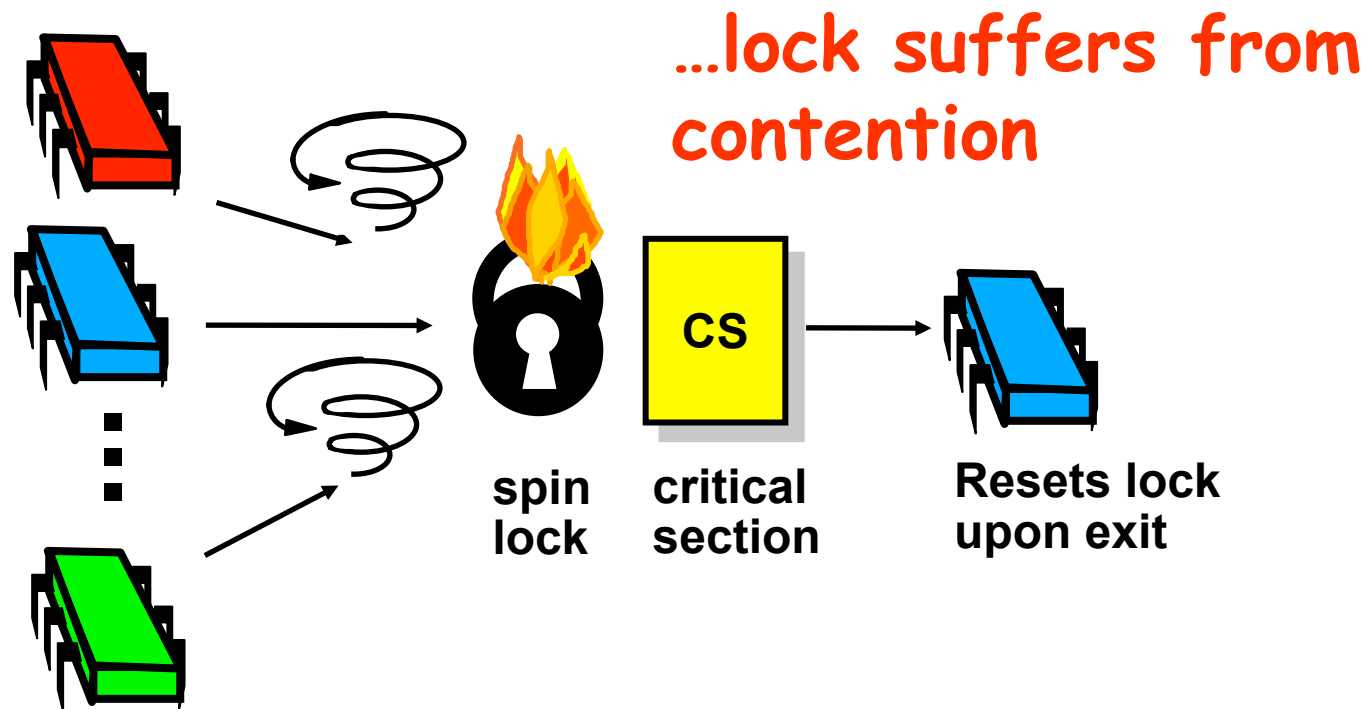 …lock suffers from
contention
CS
spin
lock
critical
section
Resets lock
upon exit